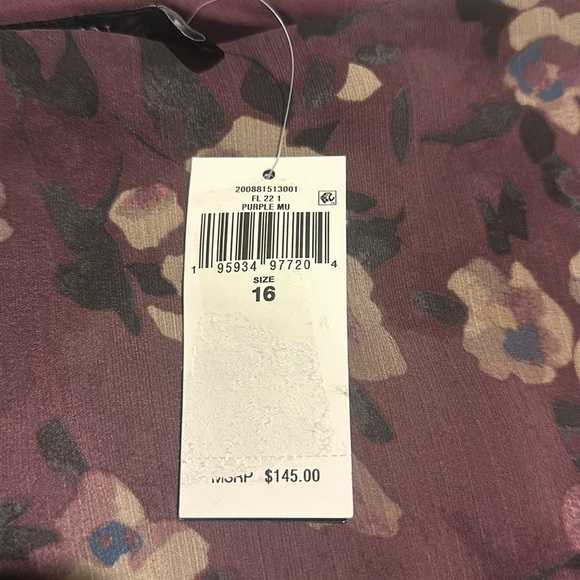 200881513001
FL 22 1
PURPLE MU
1 95934 97720 4
SIZE
16
MSRP $145.00